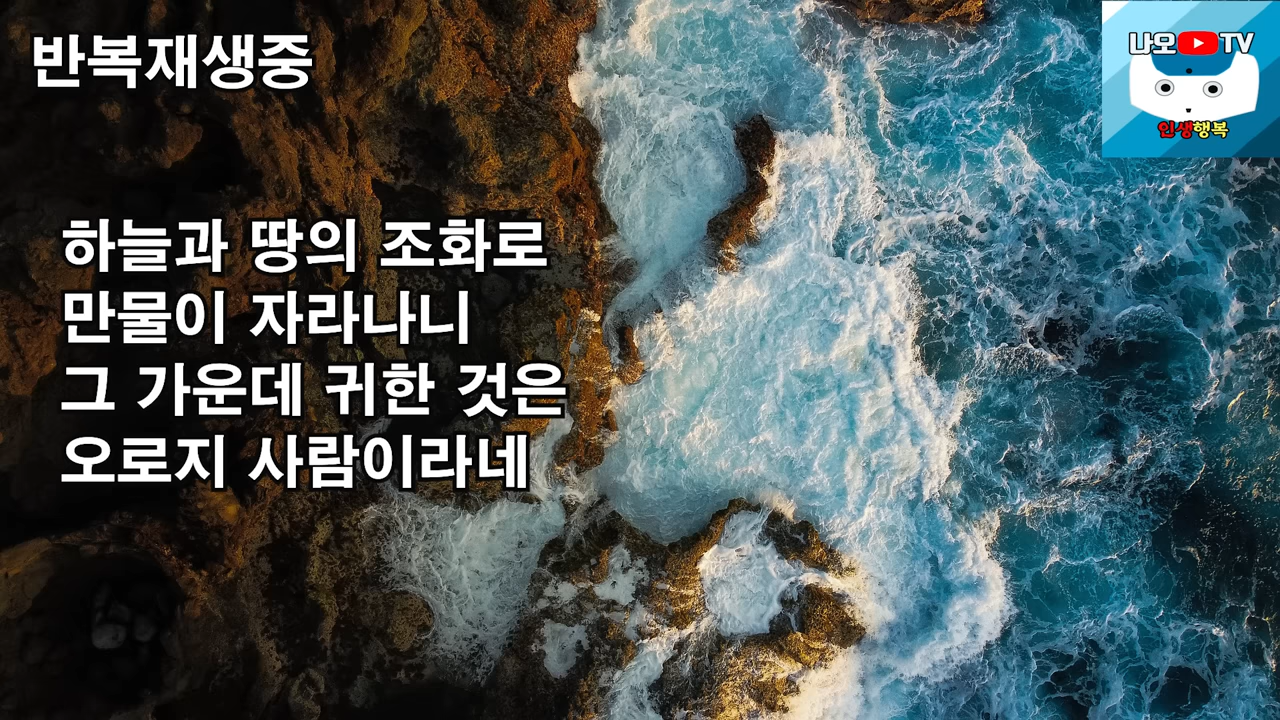 반복재생중
나오 TV
인생행복
하늘과 땅의 조화로
만물이 자라나니
그 가운데 귀한 것은
오로지 사람이라네